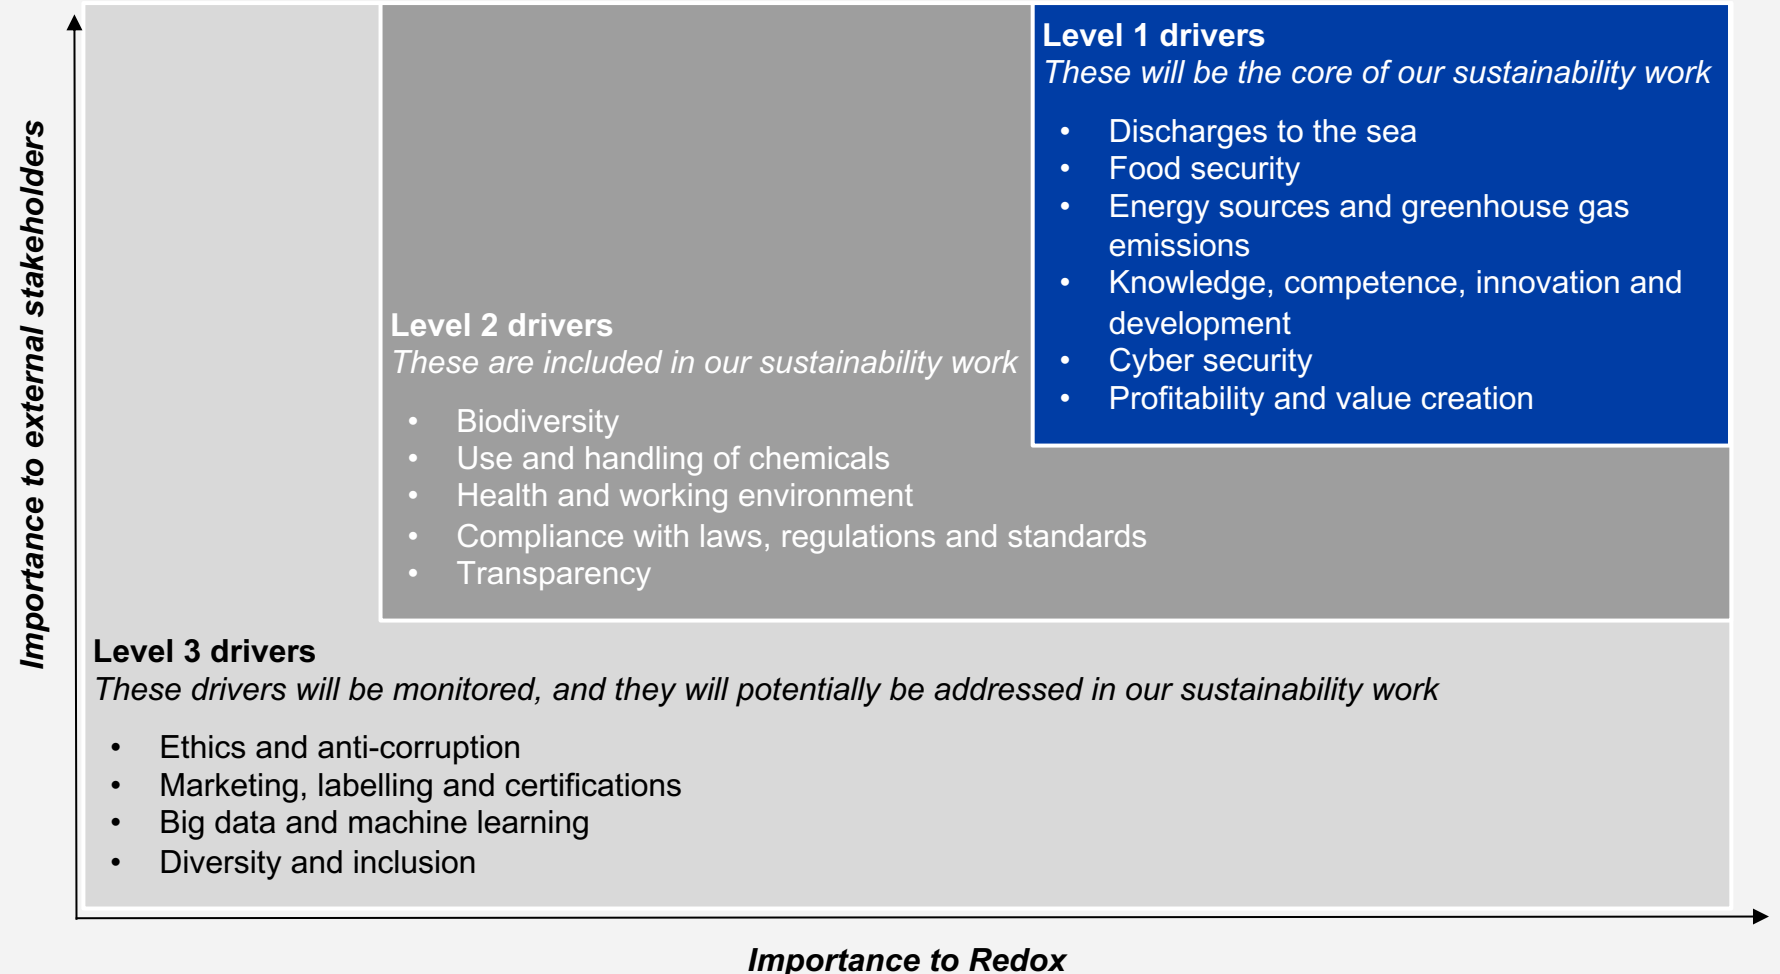 Importance to external stakeholders
Level 1 drivers
These will be the core of our sustainability work
• Discharges to the sea
• Food security
• Energy sources and greenhouse gas
emissions
• Knowledge, competence, innovation and
development
• Cyber security
• Profitability and value creation
Level 2 drivers
These are included in our sustainability work
• Biodiversity
• Use and handling of chemicals
• Health and working environment
• Compliance with laws, regulations and standards
• Transparency
Level 3 drivers
These drivers will be monitored, and they will potentially be addressed in our sustainability work
• Ethics and anti-corruption
• Marketing, labelling and certifications
• Big data and machine learning
• Diversity and inclusion
Importance to Redox